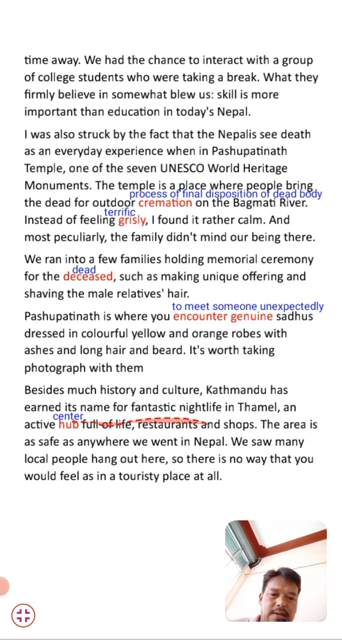 time away. We had the chance to interact with a group
of college students who were taking a break. What they
firmly believe in somewhat blew us: skill is more
important than education in today's Nepal.
I was also struck by the fact that the Nepalis see death
as an everyday experience when in Pashupatinath
Temple, one of the seven UNESCO World Heritage
Monuments. The temple is a place where people bring
process of final disposition of dead body
the dead for outdoor cremation on the Bagmati River.
terrific
Instead of feeling grisly, I found it rather calm. And
most peculiarly, the family didn't mind our being there.
We ran into a few families holding memorial ceremony
dead
for the deceased, such as making unique offering and
shaving the male relatives' hair.
to meet someone unexpectedly
Pashupatinath is where you encounter genuine sadhus
dressed in colourful yellow and orange robes with
ashes and long hair and beard. It's worth taking
photograph with them
Besides much history and culture, Kathmandu has
earned its name for fantastic nightlife in Thamel, an
center
active hub full of life, restaurants and shops. The area is
as safe as anywhere we went in Nepal. We saw many
local people hang out here, so there is no way that you
would feel as in a touristy place at all.